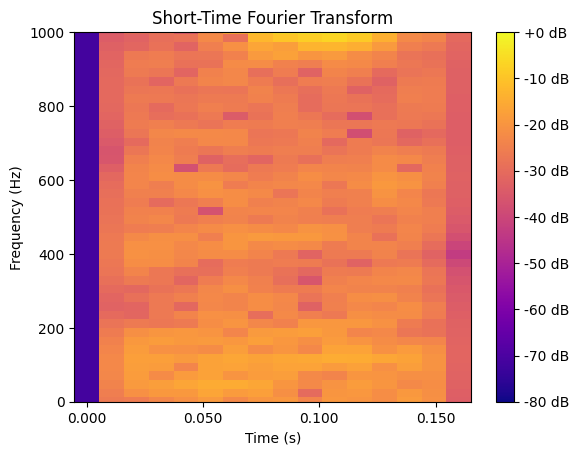 Short-Time Fourier Transform
Frequency (Hz)
1000
800
600
400
200
0
0.000
0.050
0.100
0.150
Time (s)
+0 dB
-10 dB
-20 dB
-30 dB
-40 dB
-50 dB
-60 dB
-70 dB
-80 dB